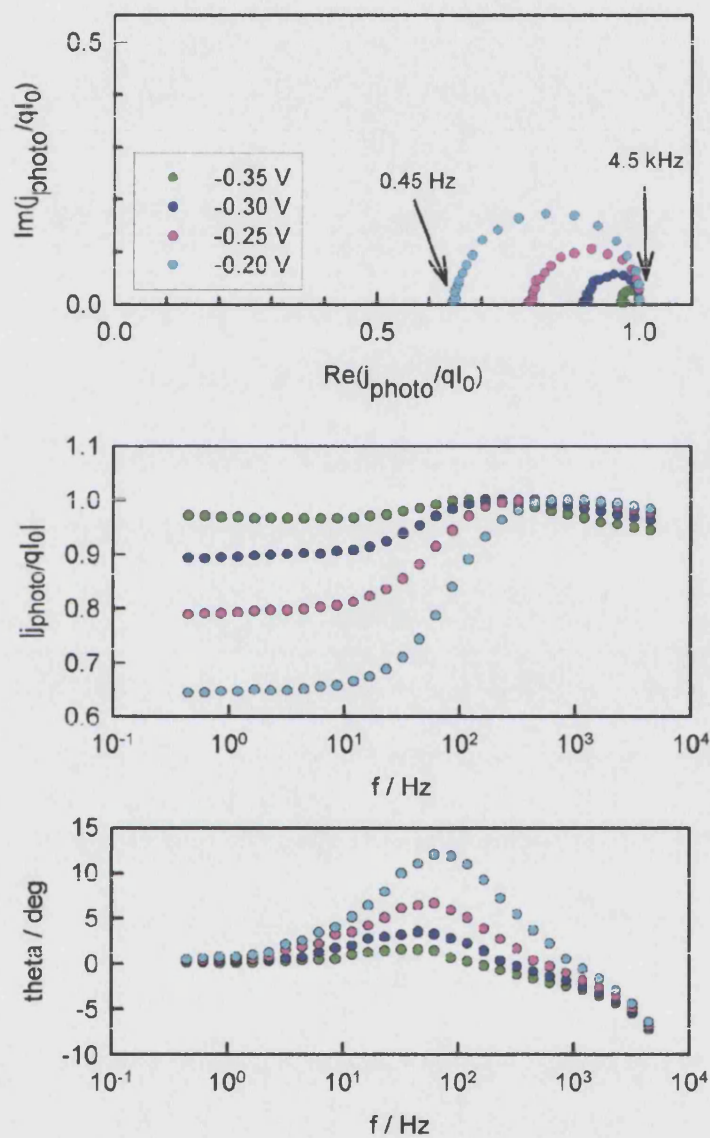 0.5
0.0
Im(jphoto/qI0)
-0.35 V
-0.30 V
-0.25 V
-0.20 V
0.45 Hz
4.5 kHz
0.0
0.5
1.0
Re(jphoto/qI0)
1.1
1.0
0.9
0.8
0.7
0.6
|jphoto/qI0|
10-1
100
101
102
103
104
f / Hz
15
10
5
0
-5
-10
theta / deg
10-1
100
101
102
103
104
f / Hz